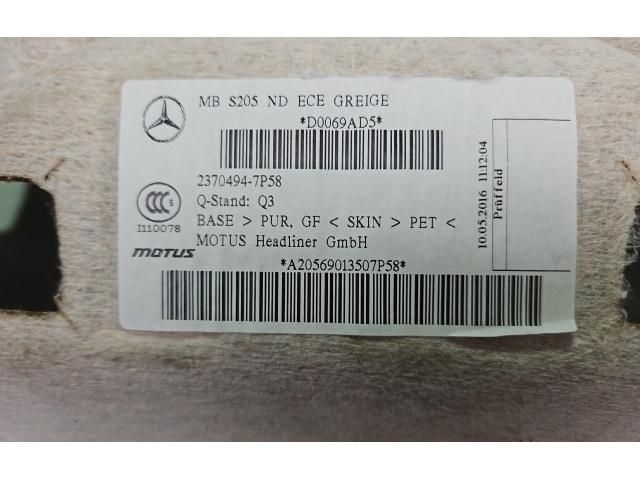 MB S205 ND ECE GREIGE
*D0069AD5*
2370494-7P58
Q-Stand: Q3
BASE > PUR, GF < SKIN > PET <
MOTUS Headliner GmbH
*A20569013507P58*
CCC S
I110078
MOTUS
10.05.2016 11:12:04
Prüffeld